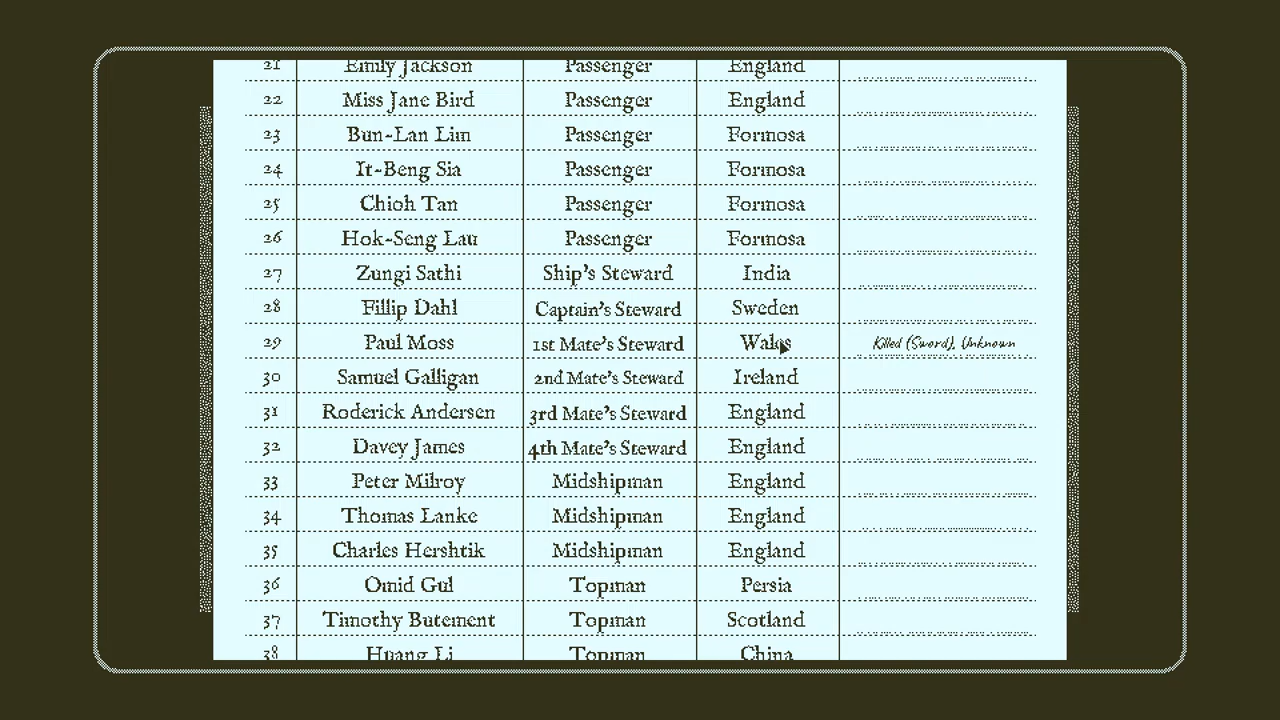 21 Emily Jackson Passenger England
22 Miss Jane Bird Passenger England
23 Bun-Lan Lim Passenger Formosa
24 It-Beng Sia Passenger Formosa
25 Chioh Tan Passenger Formosa
26 Hok-Seng Lau Passenger Formosa
27 Zungi Sathi Ship's Steward India
28 Fillip Dahl Captain's Steward Sweden
29 Paul Moss 1st Mate's Steward Wales Killed (Sword), Unknown
30 Samuel Galligan 2nd Mate's Steward Ireland
31 Roderick Andersen 3rd Mate's Steward England
32 Davey James 4th Mate's Steward England
33 Peter Milroy Midshipman England
34 Thomas Lanke Midshipman England
35 Charles Hershtik Midshipman England
36 Omid Gul Topman Persia
37 Timothy Butement Topman Scotland
38 Huang Li Topman China